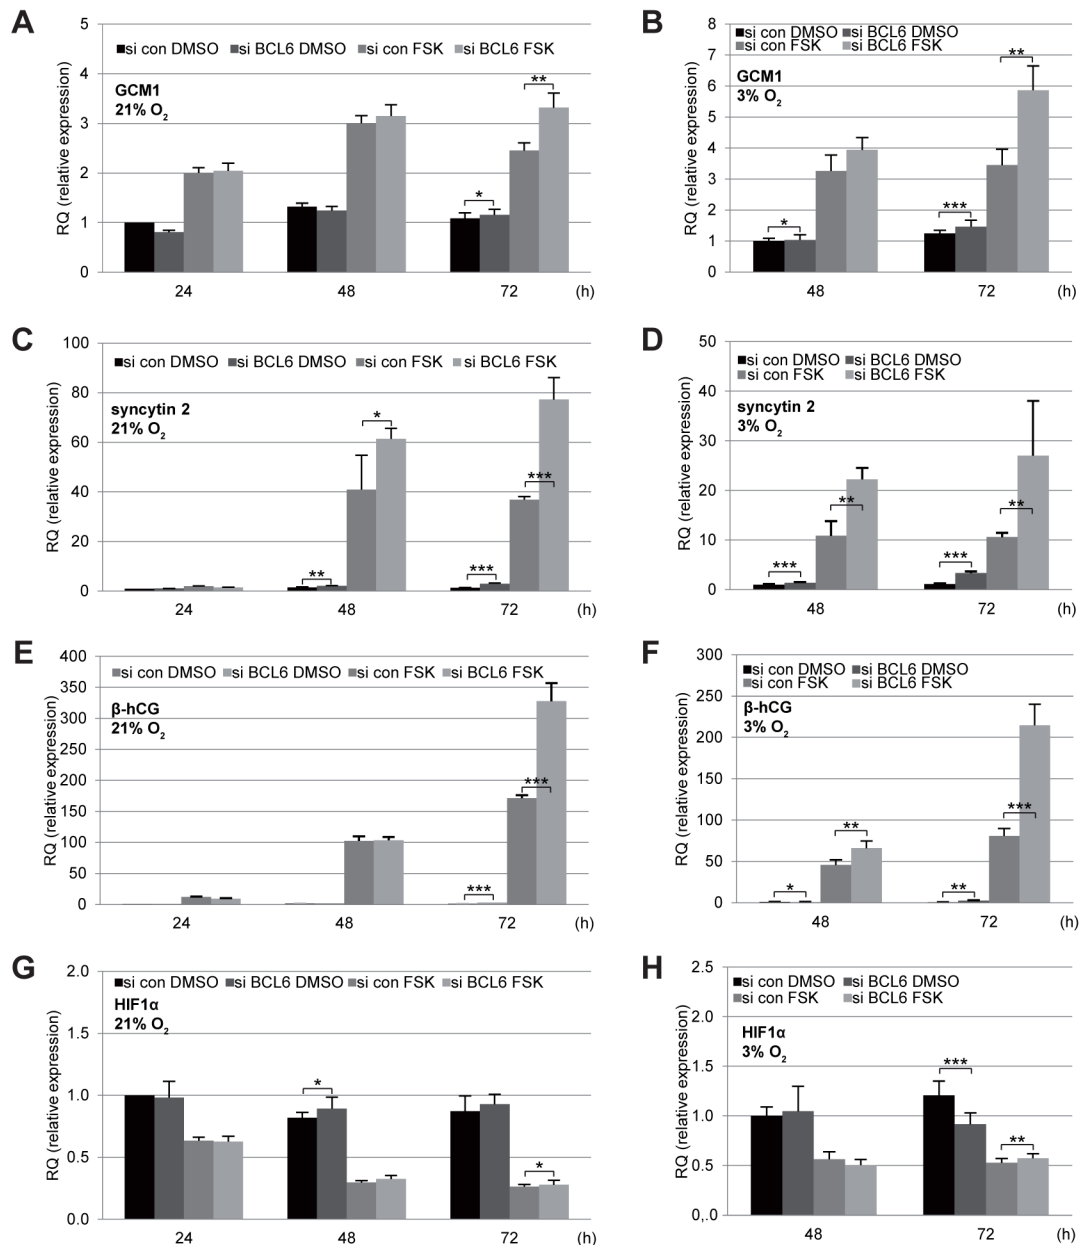 A
5
4
3
2
1
0
RQ (relative expression)
si con DMSO si BCL6 DMSO si con FSK si BCL6 FSK
GCM1
21% O2
*
**
24 48 72 (h)
B
8
7
6
5
4
3
2
1
0
RQ (relative expression)
si con DMSO si BCL6 DMSO
si con FSK si BCL6 FSK
GCM1
3% O2
*
***
**
48 72 (h)
C
100
80
60
40
20
0
RQ (relative expression)
si con DMSO si BCL6 DMSO si con FSK si BCL6 FSK
syncytin 2
21% O2
**
*
***
***
24 48 72 (h)
D
50
40
30
20
10
0
RQ (relative expression)
si con DMSO si BCL6 DMSO
si con FSK si BCL6 FSK
syncytin 2
3% O2
***
**
***
**
48 72 (h)
E
400
350
300
250
200
150
100
50
0
RQ (relative expression)
si con DMSO si BCL6 DMSO si con FSK si BCL6 FSK
β-hCG
21% O2
***
***
24 48 72 (h)
F
300
250
200
150
100
50
0
RQ (relative expression)
si con DMSO si BCL6 DMSO
si con FSK si BCL6 FSK
β-hCG
3% O2
*
**
**
***
48 72 (h)
G
2.0
1.5
1.0
0.5
0.0
RQ (relative expression)
si con DMSO si BCL6 DMSO si con FSK si BCL6 FSK
HIF1α
21% O2
*
*
24 48 72 (h)
H
2.5
2.0
1.5
1.0
0.5
0,.0
RQ (relative expression)
si con DMSO si BCL6 DMSO
si con FSK si BCL6 FSK
HIF1α
3% O2
***
**
48 72 (h)